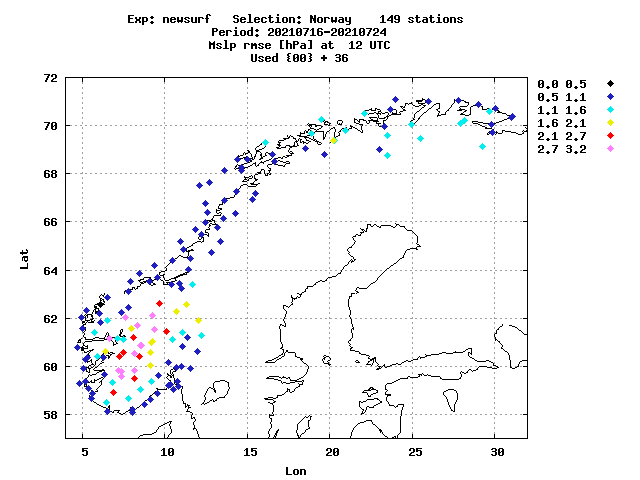 Exp: newsurf   Selection: Norway    149 stations
Period: 20210716-20210724
Mslp rmse [hPa] at  12 UTC
Used {00} + 36
72
70
68
66
64
62
60
58
Lat
5 10 15 20 25 30
Lon
0.0 0.5
0.5 1.1
1.1 1.6
1.6 2.1
2.1 2.7
2.7 3.2